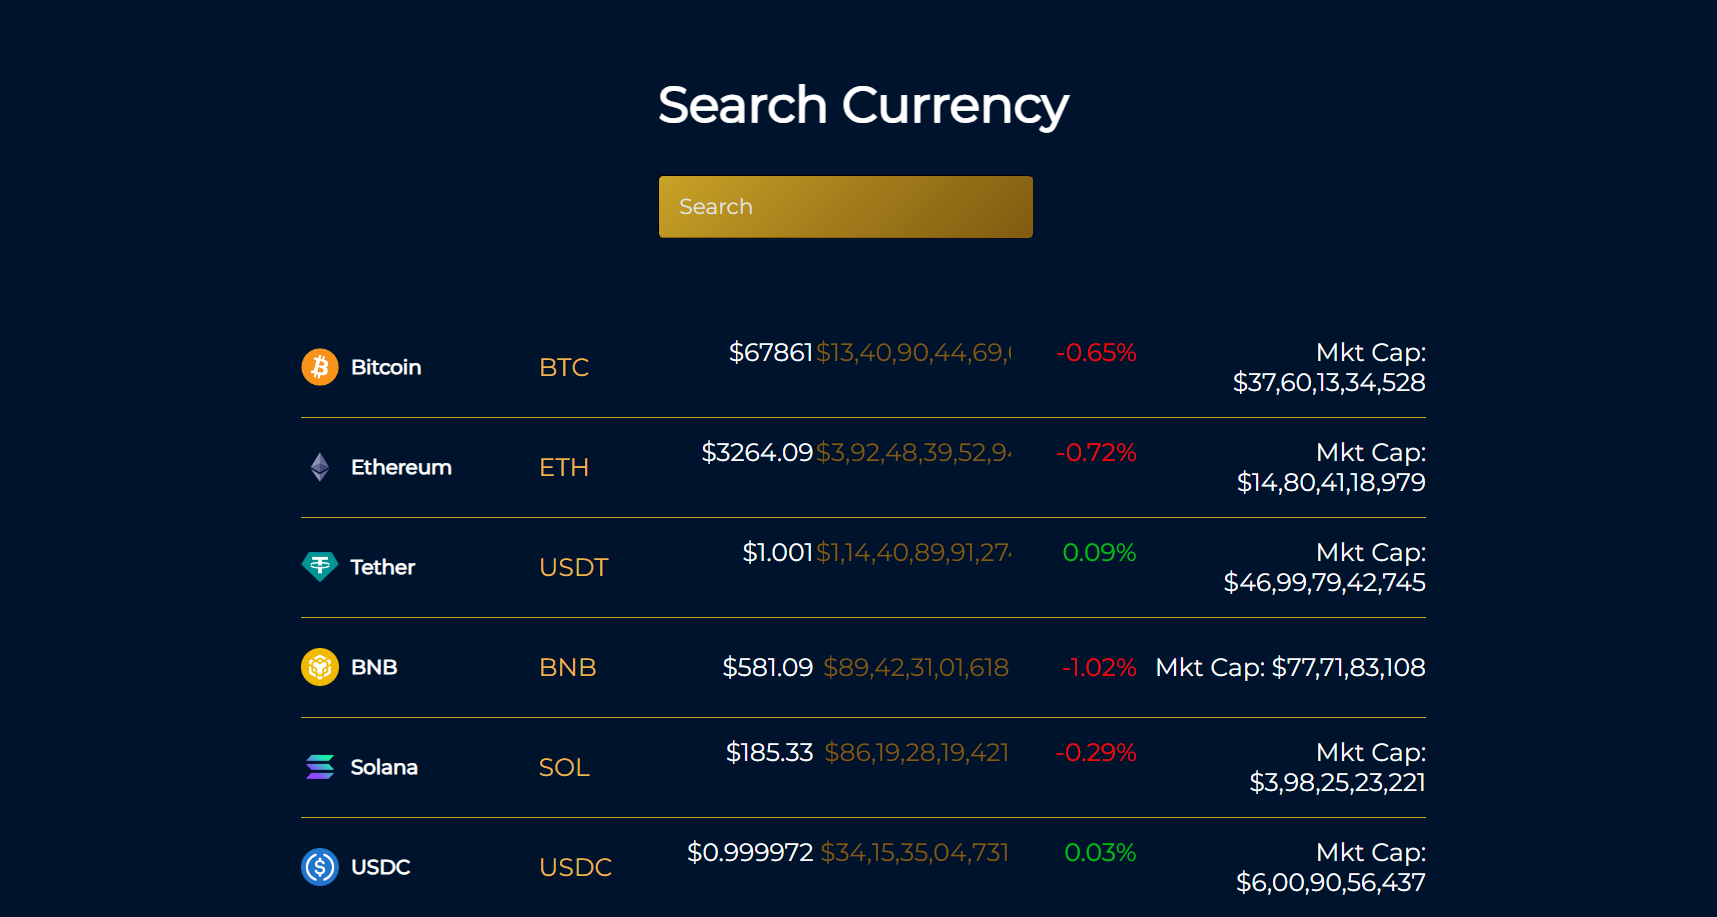 Search Currency
Search
Bitcoin BTC $67861 $13,40,90,44,69, -0.65% Mkt Cap:
$37,60,13,34,528
Ethereum ETH $3264.09 $3,92,48,39,52,9 -0.72% Mkt Cap:
$14,80,41,18,979
Tether USDT $1.001 $1,14,40,89,91,27 0.09% Mkt Cap:
$46,99,79,42,745
BNB BNB $581.09 $89,42,31,01,618 -1.02% Mkt Cap: $77,71,83,108
Solana SOL $185.33 $86,19,28,19,421 -0.29% Mkt Cap:
$3,98,25,23,221
USDC USDC $0.999972 $34,15,35,04,731 0.03% Mkt Cap:
$6,00,90,56,437